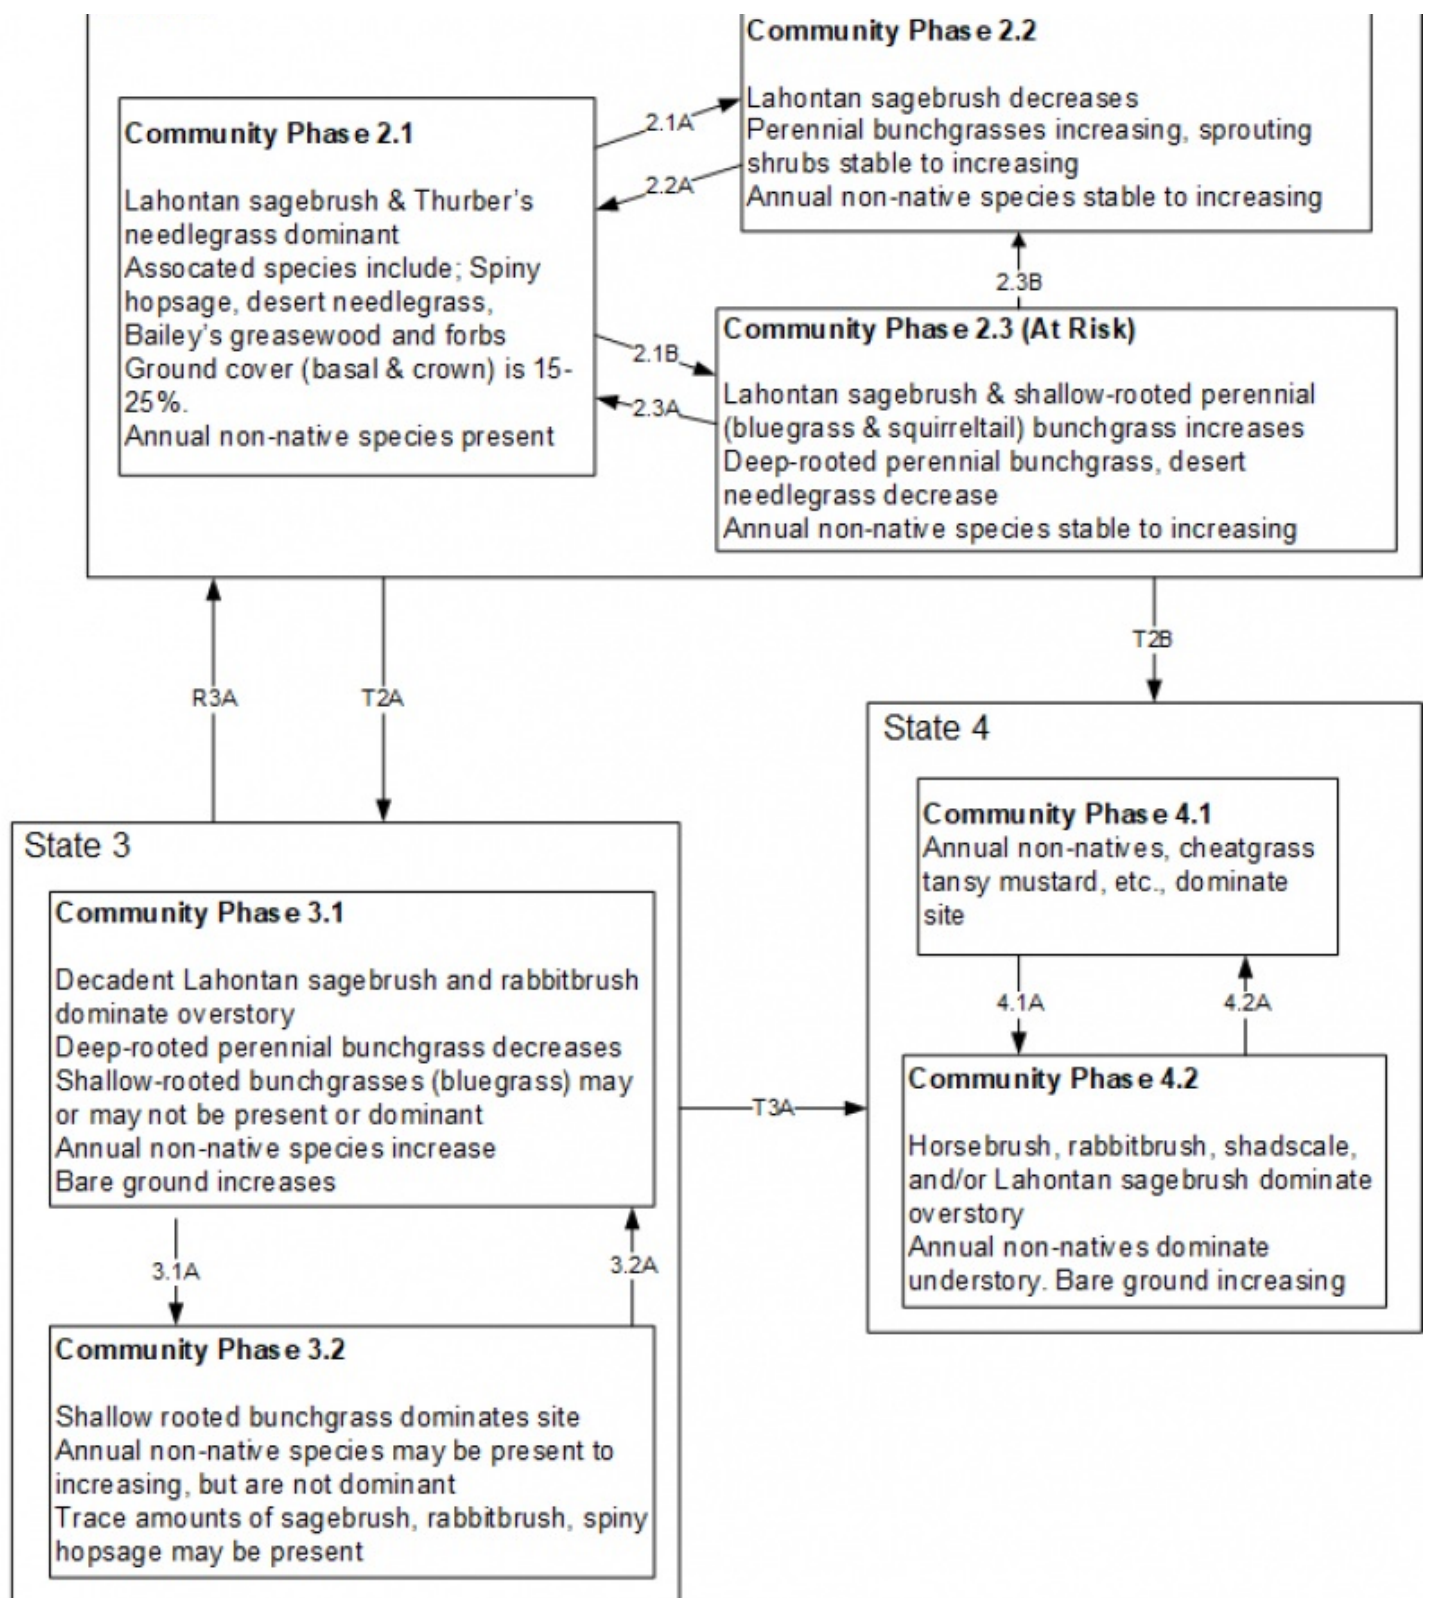 Community Phase 2.2
Lahontan sagebrush decreases
Perennial bunchgrasses increasing, sprouting
shrubs stable to increasing
Annual non-native species stable to increasing
Community Phase 2.1
Lahontan sagebrush & Thurber's
needlegrass dominant
Assocated species include; Spiny
hopsage, desert needlegrass,
Bailey's greasewood and forbs
Ground cover (basal & crown) is 15-
25%.
Annual non-native species present
2.1A
2.2A
2.3B
2.1B
2.3A
Community Phase 2.3 (At Risk)
Lahontan sagebrush & shallow-rooted perennial
(bluegrass & squirreltail) bunchgrass increases
Deep-rooted perennial bunchgrass, desert
needlegrass decrease
Annual non-native species stable to increasing
R3A
T2A
T2B
State 3
Community Phase 3.1
Decadent Lahontan sagebrush and rabbitbrush
dominate overstory
Deep-rooted perennial bunchgrass decreases
Shallow-rooted bunchgrasses (bluegrass) may
or may not be present or dominant
Annual non-native species increase
Bare ground increases
3.1A
3.2A
Community Phase 3.2
Shallow rooted bunchgrass dominates site
Annual non-native species may be present to
increasing, but are not dominant
Trace amounts of sagebrush, rabbitbrush, spiny
hopsage may be present
T3A
State 4
Community Phase 4.1
Annual non-natives, cheatgrass
tansy mustard, etc., dominate
site
4.1A
4.2A
Community Phase 4.2
Horsebrush, rabbitbrush, shadscale,
and/or Lahontan sagebrush dominate
overstory
Annual non-natives dominate
understory. Bare ground increasing